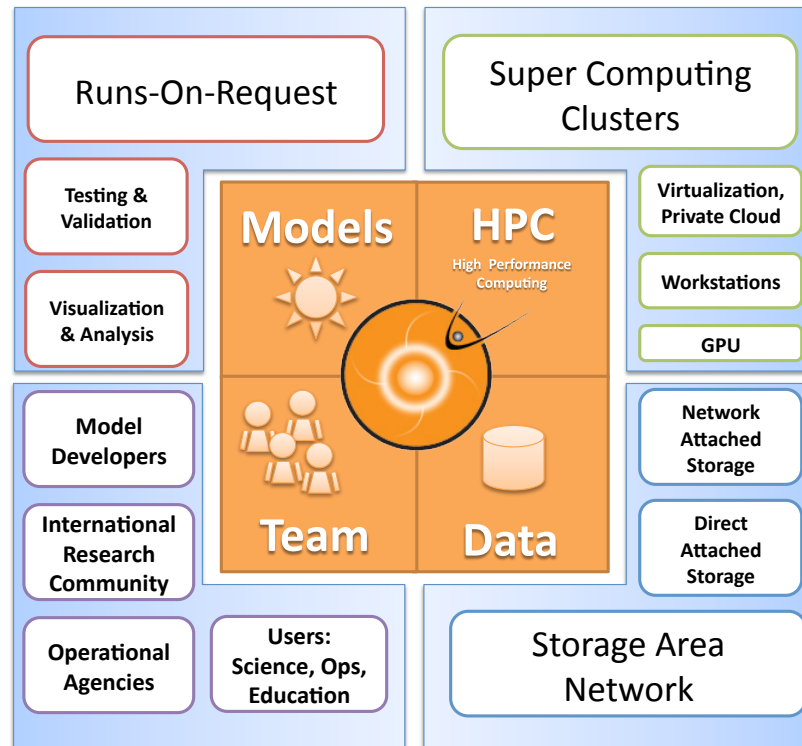 Runs-On-Request
Testing &
Validation
Visualization
& Analysis
Super Computing
Clusters
Virtualization,
Private Cloud
Workstations
GPU
Models
HPC
High Performance
Computing
Team
Data
Model
Developers
International
Research
Community
Operational
Agencies
Users:
Science, Ops,
Education
Network
Attached
Storage
Direct
Attached
Storage
Storage Area
Network